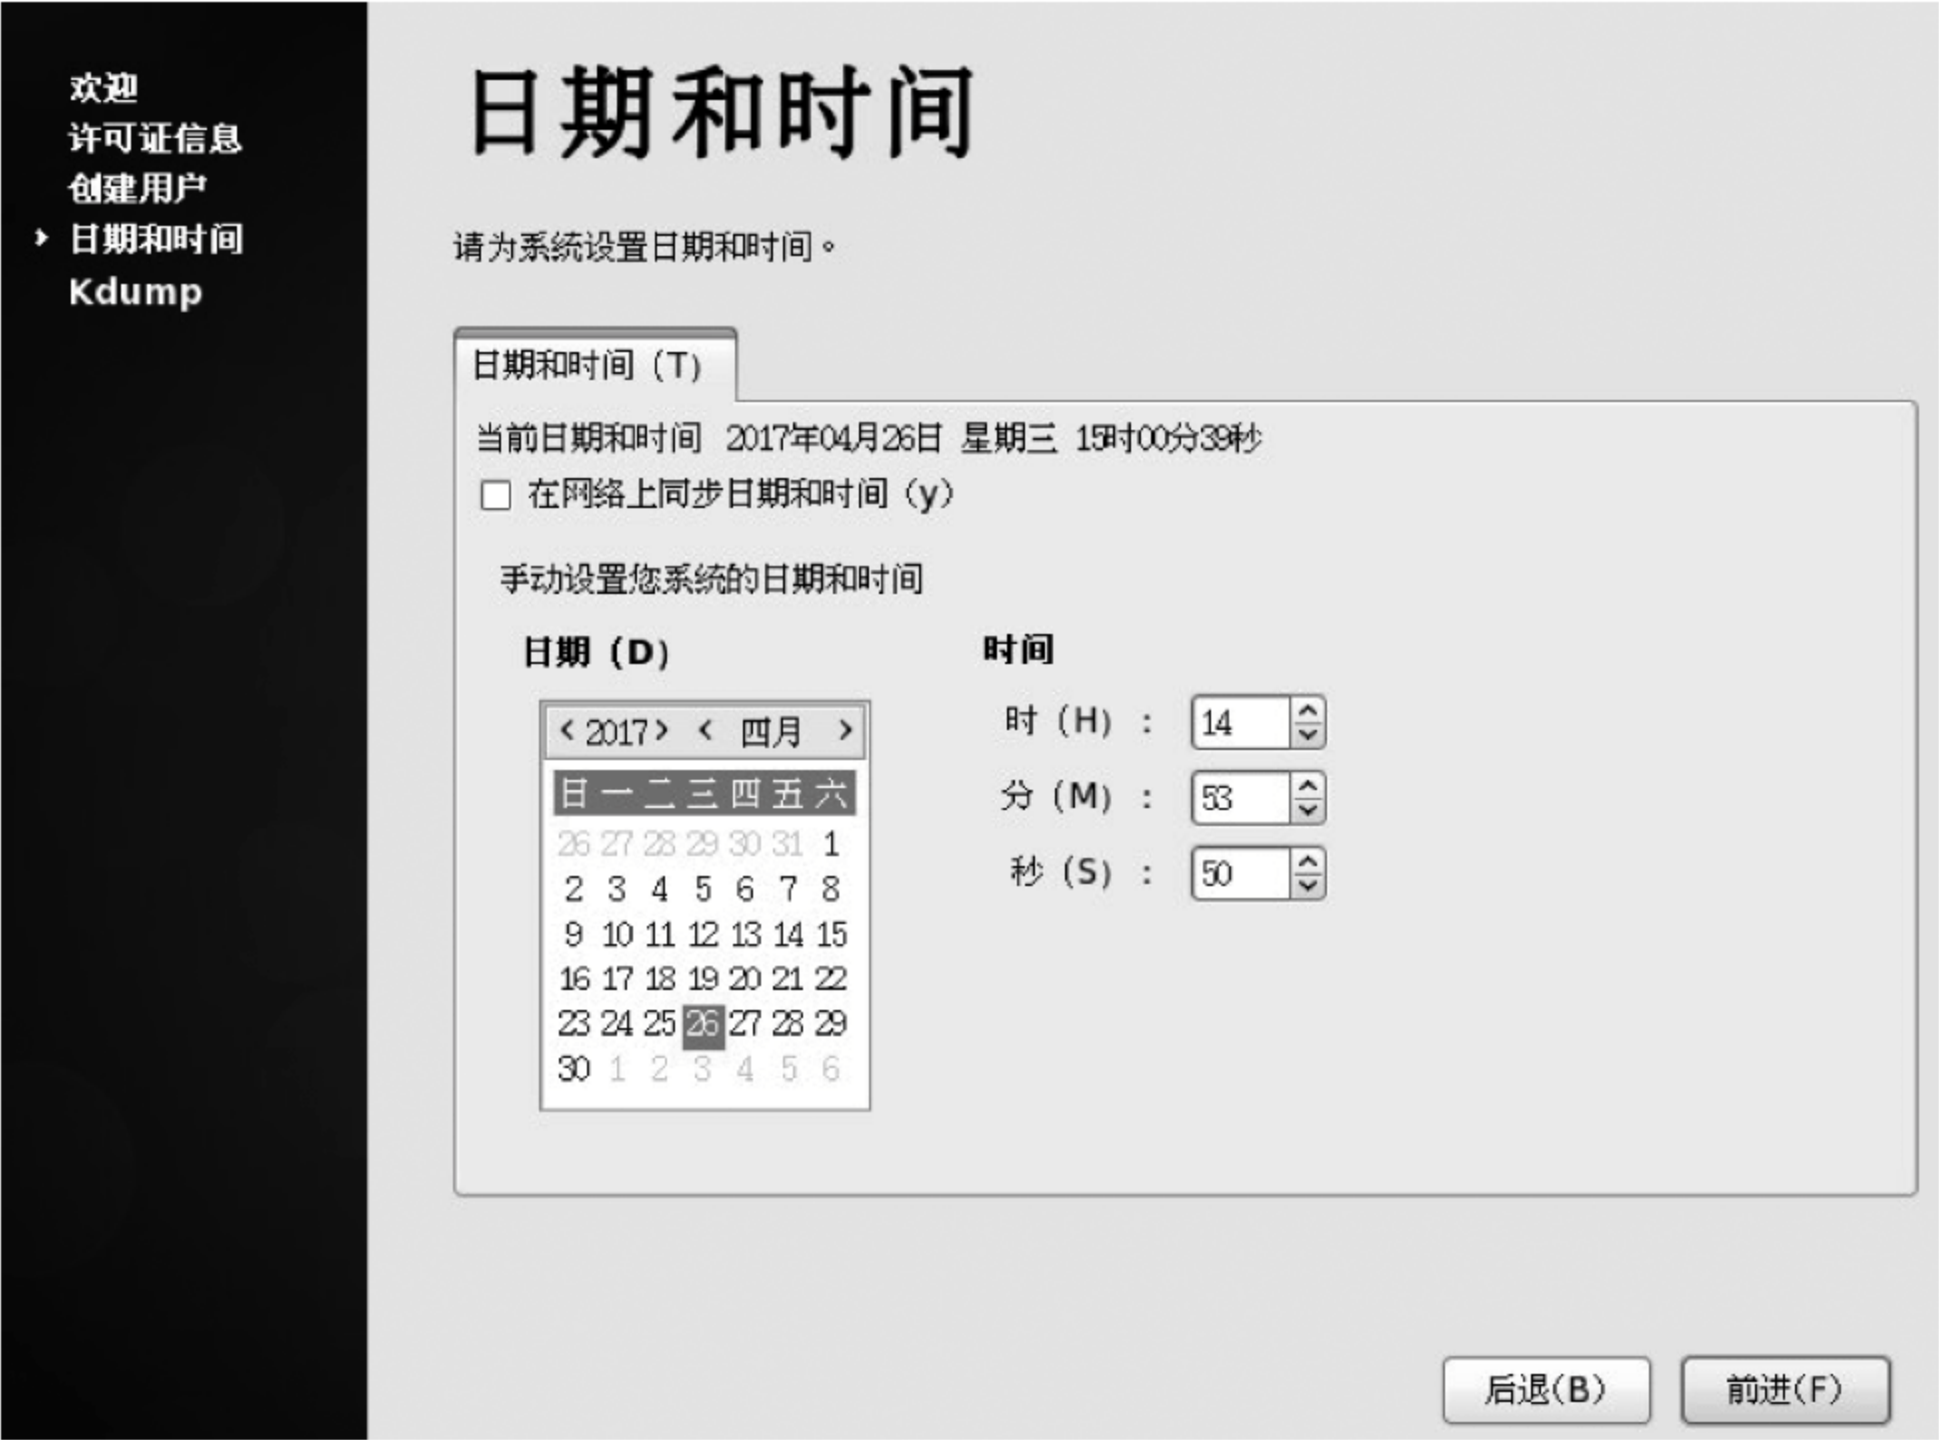 欢迎
许可证信息
创建用户
日期和时间
Kdump
日期和时间
请为系统设置日期和时间。
日期和时间（T）
当前日期和时间 2017年04月26日 星期三 15时00分39秒
在网络上同步日期和时间（y）
手动设置您系统的日期和时间
日期（D）
< 2017 > < 四月 >
日 一 二 三 四 五 六
26 27 28 29 30 31 1
2 3 4 5 6 7 8
9 10 11 12 13 14 15
16 17 18 19 20 21 22
23 24 25 26 27 28 29
30 1 2 3 4 5 6
时间
时（H）： 14
分（M）： 53
秒（S）： 50
后退(B)
前进(F)